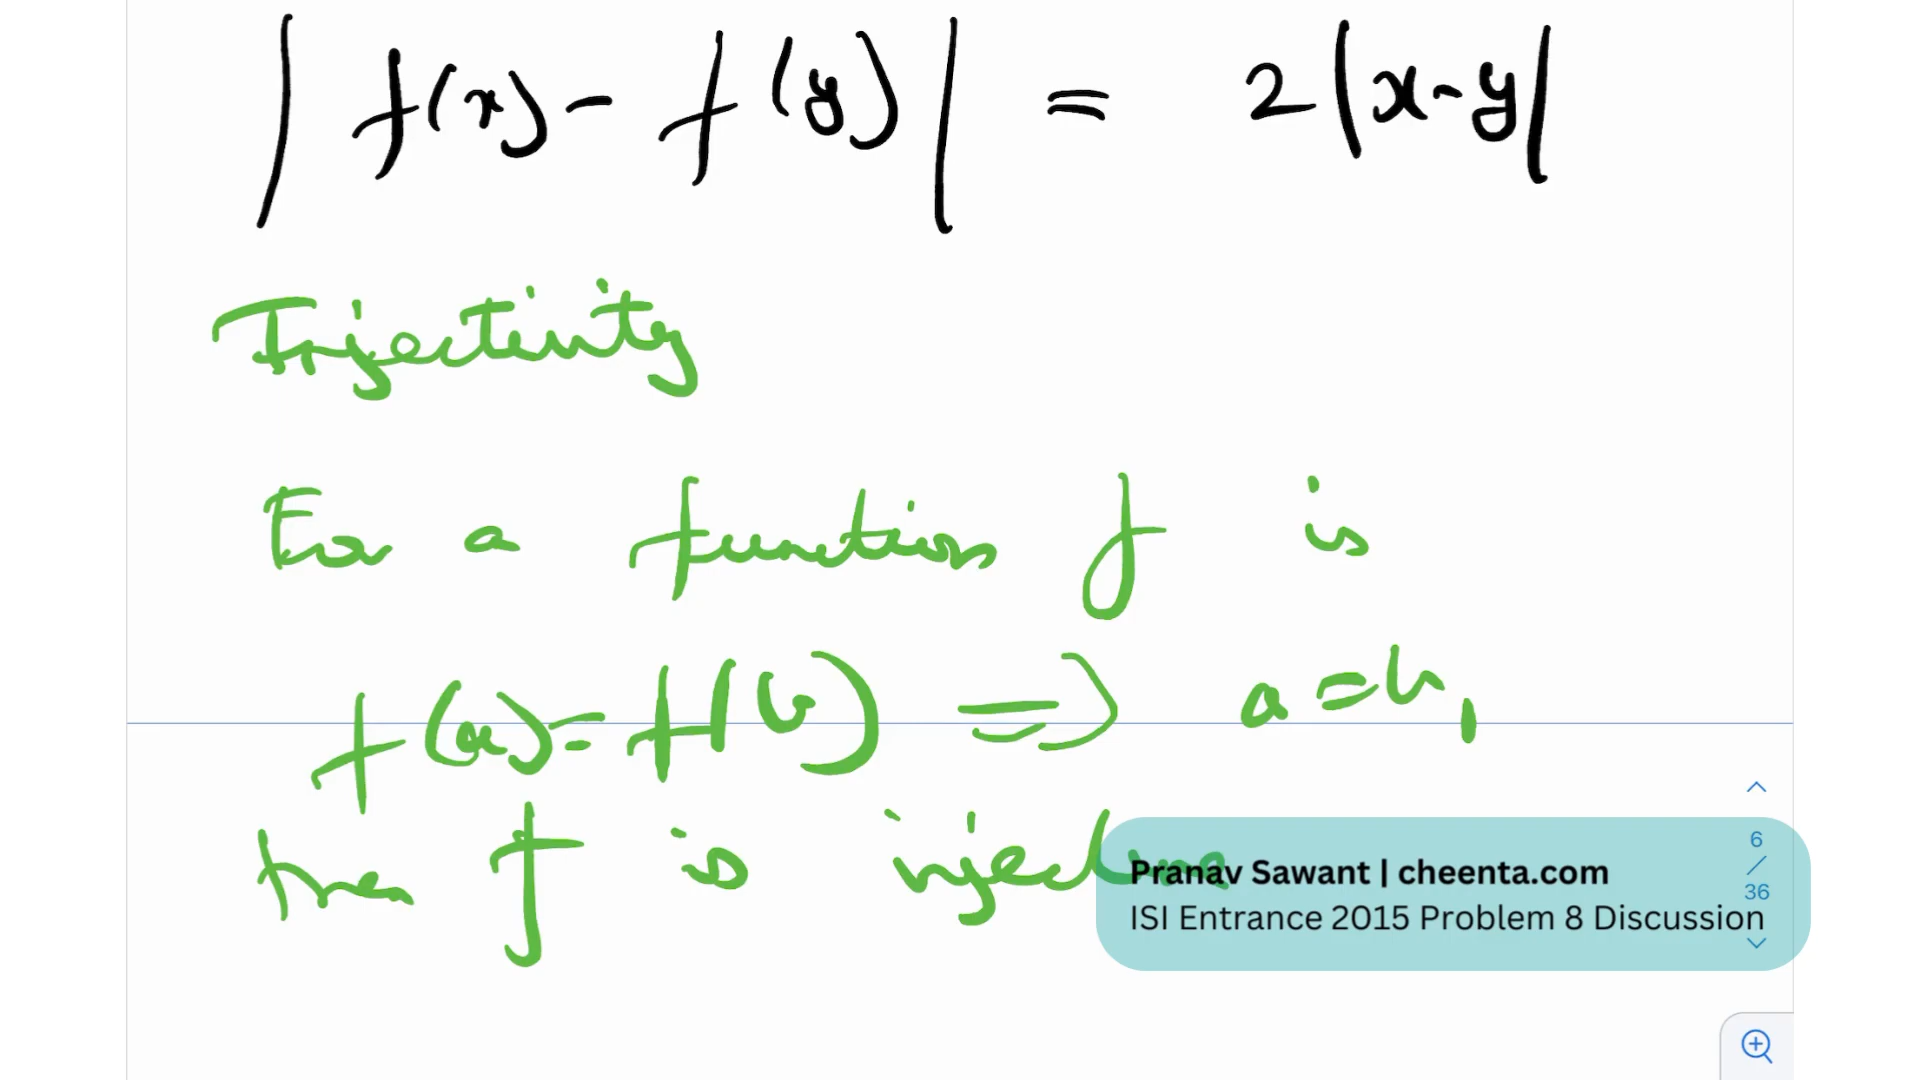 | f(x) - f(y) | = 2|x-y|
Injectivity
For a function f is
f(a) = f(b) => a = b,
then f is injective
Pranav Sawant | cheenta.com
ISI Entrance 2015 Problem 8 Discussion
6
/
36